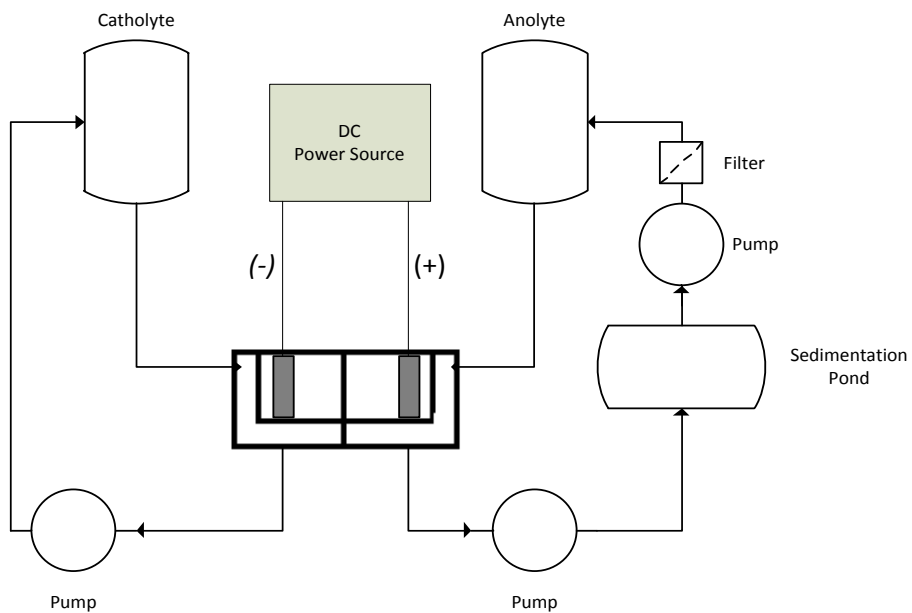 Catholyte
Anolyte
DC
Power Source
Filter
(-)
(+)
Pump
Sedimentation
Pond
Pump
Pump